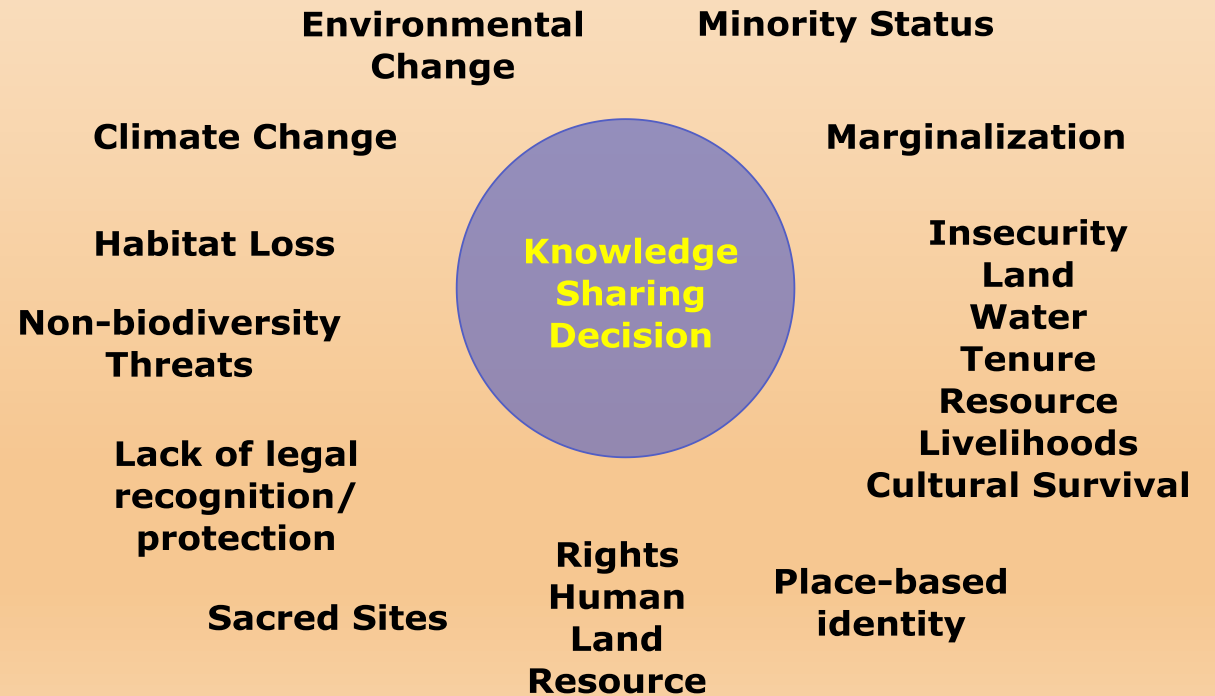 Environmental
Change
Minority Status
Climate Change
Marginalization
Habitat Loss
Non-biodiversity
Threats
Knowledge
Sharing
Decision
Insecurity
Land
Water
Tenure
Resource
Livelihoods
Cultural Survival
Lack of legal
recognition/
protection
Sacred Sites
Rights
Human
Land
Resource
Place-based
identity